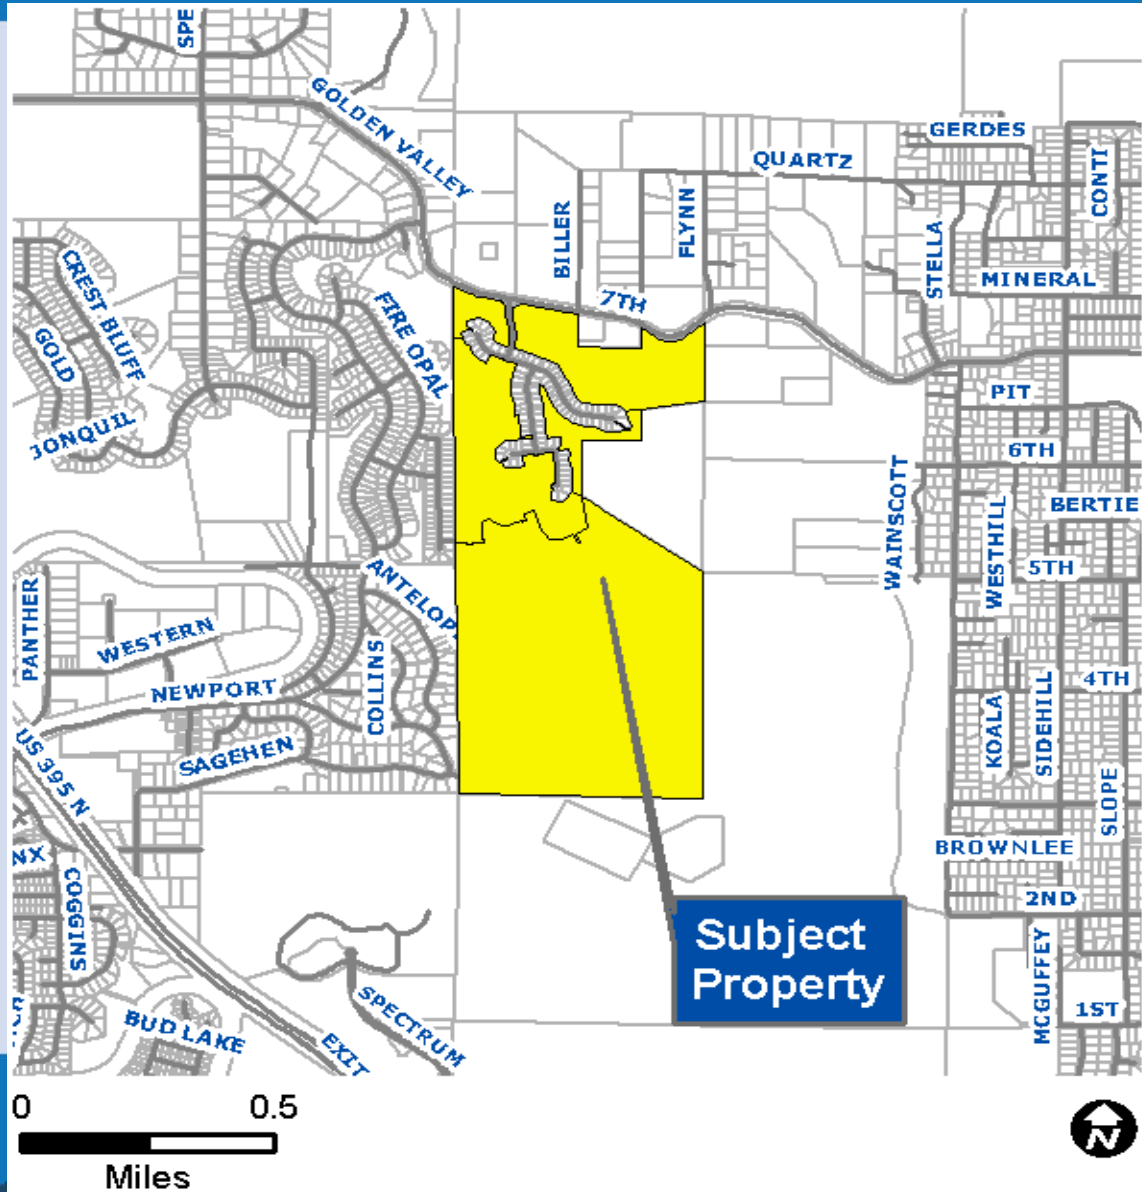 SPE
GOLDEN VALLEY
GERDES
QUARTZ
CONTI
BILLER
FLYNN
STELLA
CREST BLUFF
MINERAL
FIRE OPAL
7TH
GOLD
PIT
JONQUIL
6TH
WAINSCOTT
BERTIE
WESTHILL
5TH
ANTELOP
PANTHER
WESTERN
COLLINS
4TH
NEWPORT
KOALA
SIDEHILL
US 395 N
SAGEHEN
SLOPE
NX
BROWNLEE
COGGINS
2ND
Subject
Property
MCGUFFEY
SPECTRUM
1ST
BUD LAKE
EXIT
0 0.5
Miles
N